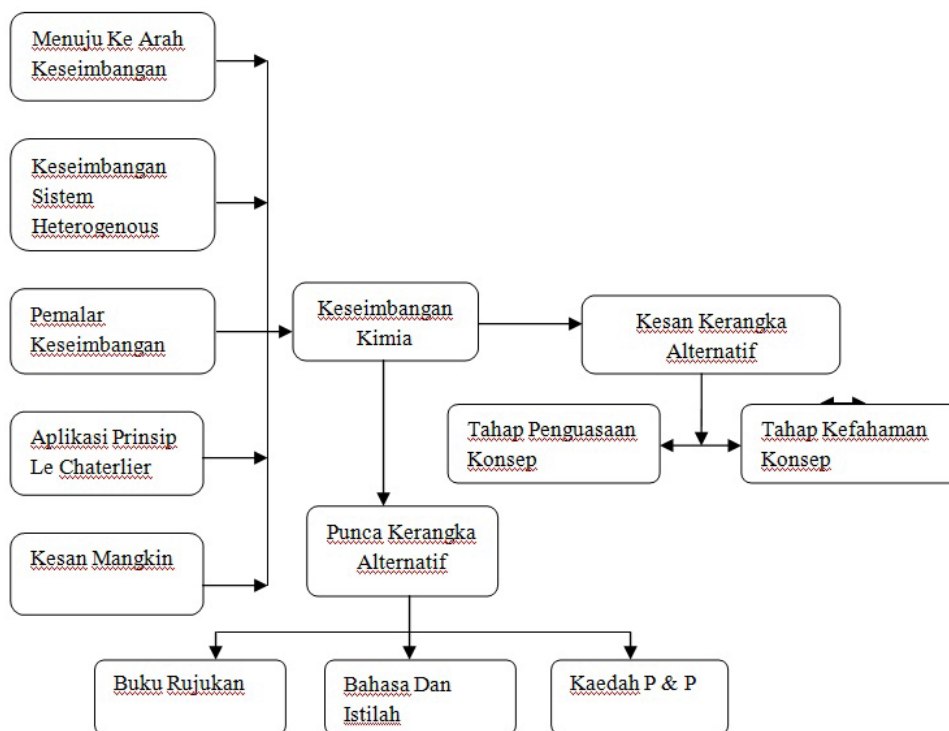 Menuju Ke Arah
Keseimbangan
Keseimbangan
Sistem
Heterogenous
Pemalar
Keseimbangan
Aplikasi Prinsip
Le Chaterlier
Kesan Mangkin
Keseimbangan
Kimia
Kesan Kerangka
Alternatif
Tahap Penguasaan
Konsep
Tahap Kefahaman
Konsep
Punca Kerangka
Alternatif
Buku Rujukan
Bahasa Dan
Istilah
Kaedah P & P